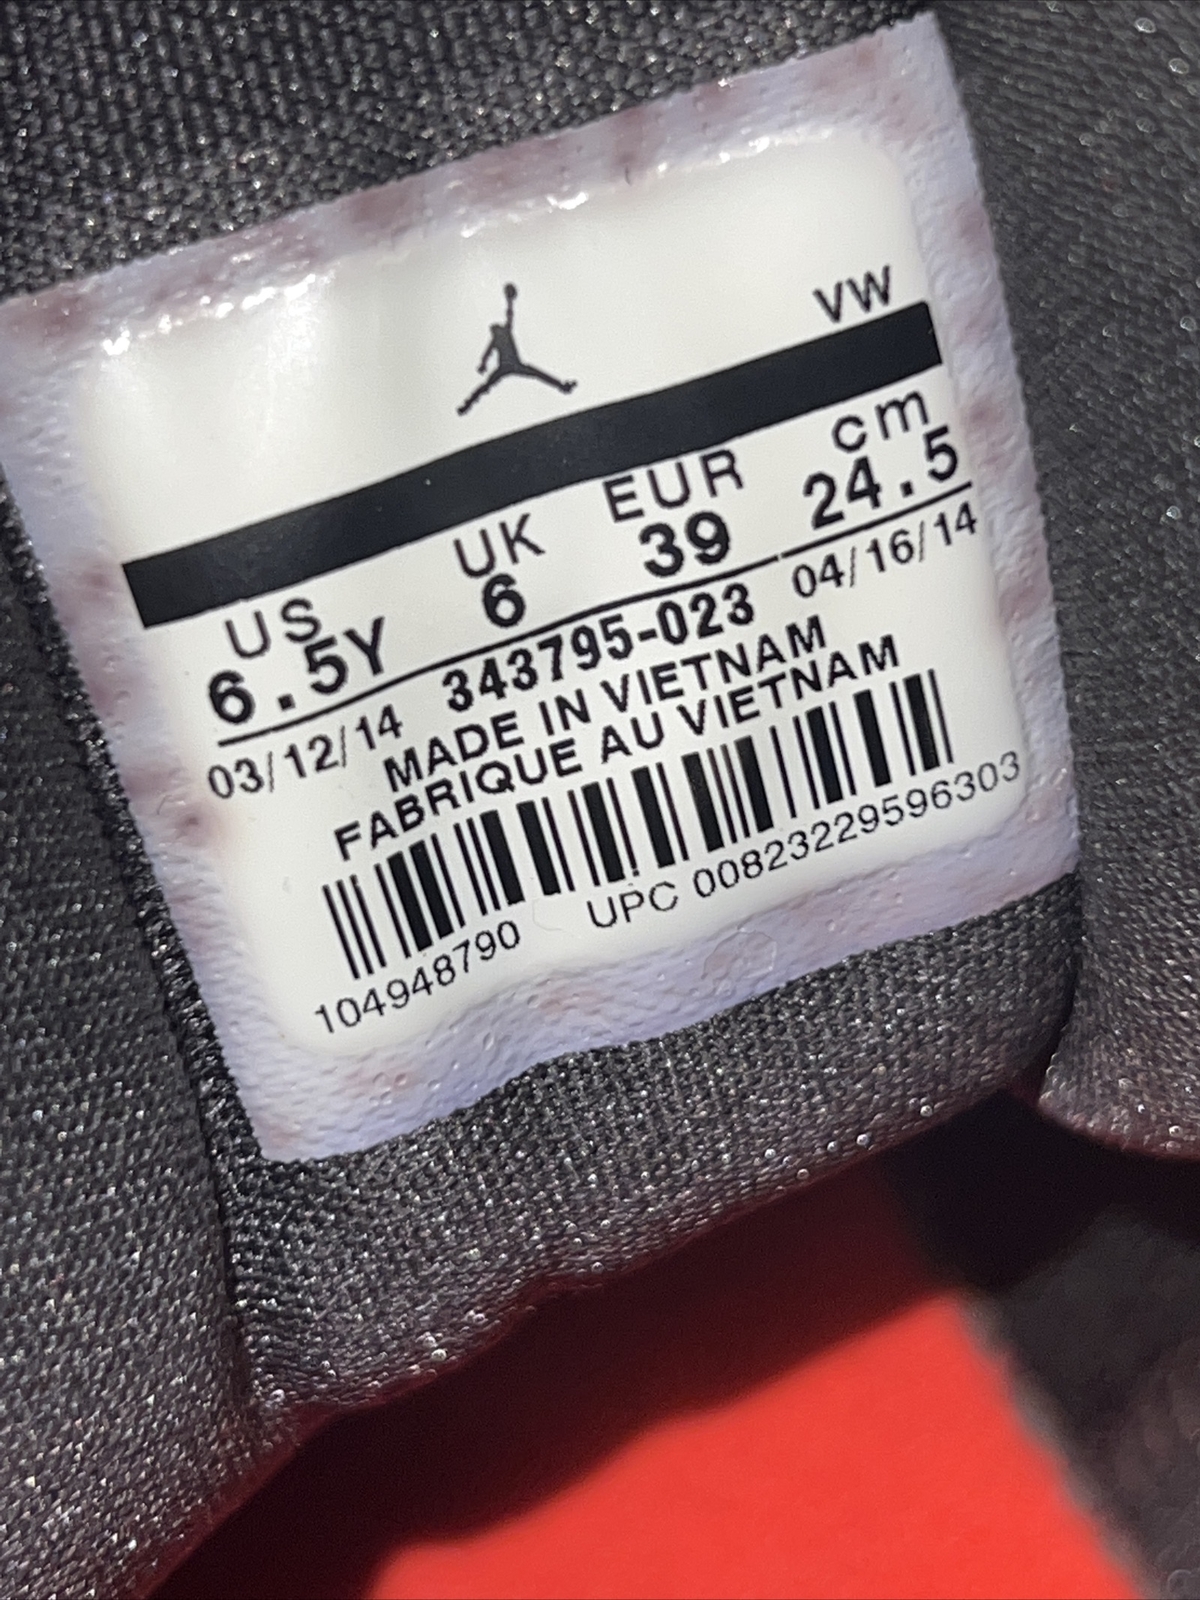 VW
US UK EUR cm
6.5Y 6 39 24.5
03/12/14 343795-023 04/16/14
MADE IN VIETNAM
FABRIQUE AU VIETNAM
104948790 UPC 00823229596303